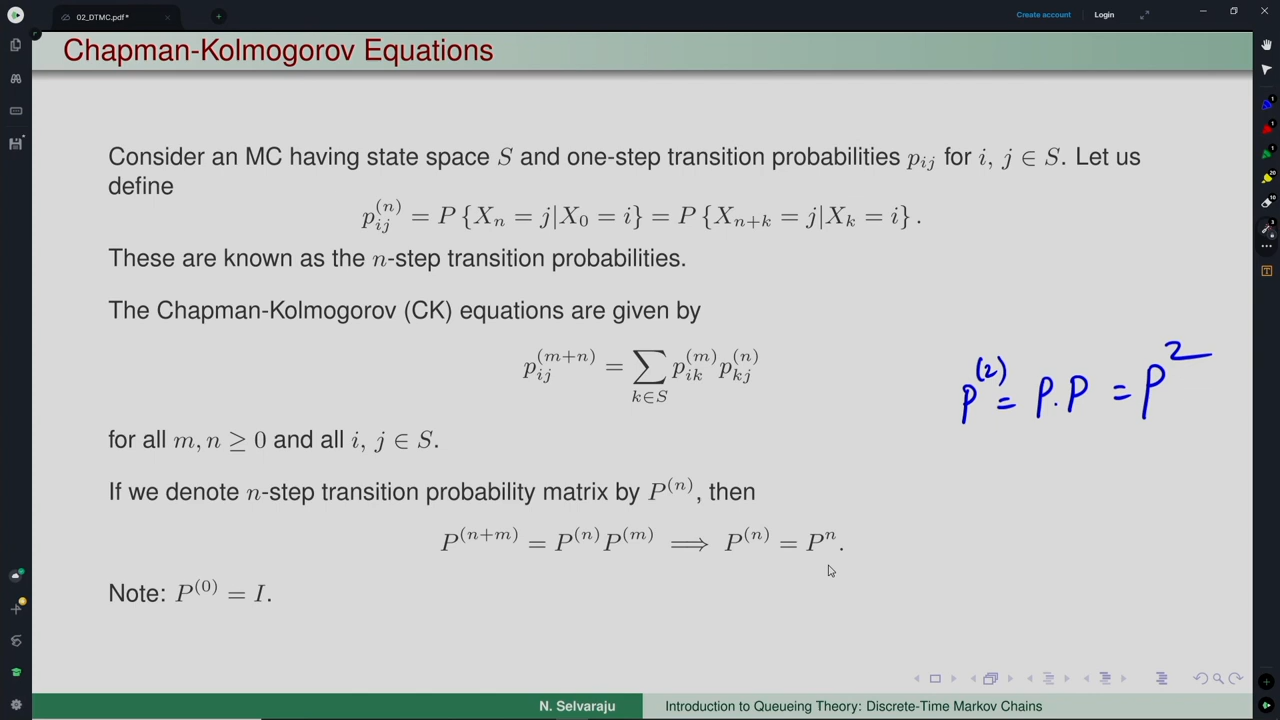 02_DTMC.pdf*
Create account
Login
Chapman-Kolmogorov Equations
Consider an MC having state space S and one-step transition probabilities p_{ij} for i, j ∈ S. Let us
define
p_{ij}^{(n)} = P {X_n = j|X_0 = i} = P {X_{n+k} = j|X_k = i} .
These are known as the n-step transition probabilities.
The Chapman-Kolmogorov (CK) equations are given by
p_{ij}^{(m+n)} = ∑_{k∈S} p_{ik}^{(m)} p_{kj}^{(n)}
P^{(2)} = P.P = P^2
for all m, n ≥ 0 and all i, j ∈ S.
If we denote n-step transition probability matrix by P^{(n)}, then
P^{(n+m)} = P^{(n)}P^{(m)} ⟹ P^{(n)} = P^n.
Note: P^{(0)} = I.
N. Selvaraju
Introduction to Queueing Theory: Discrete-Time Markov Chains